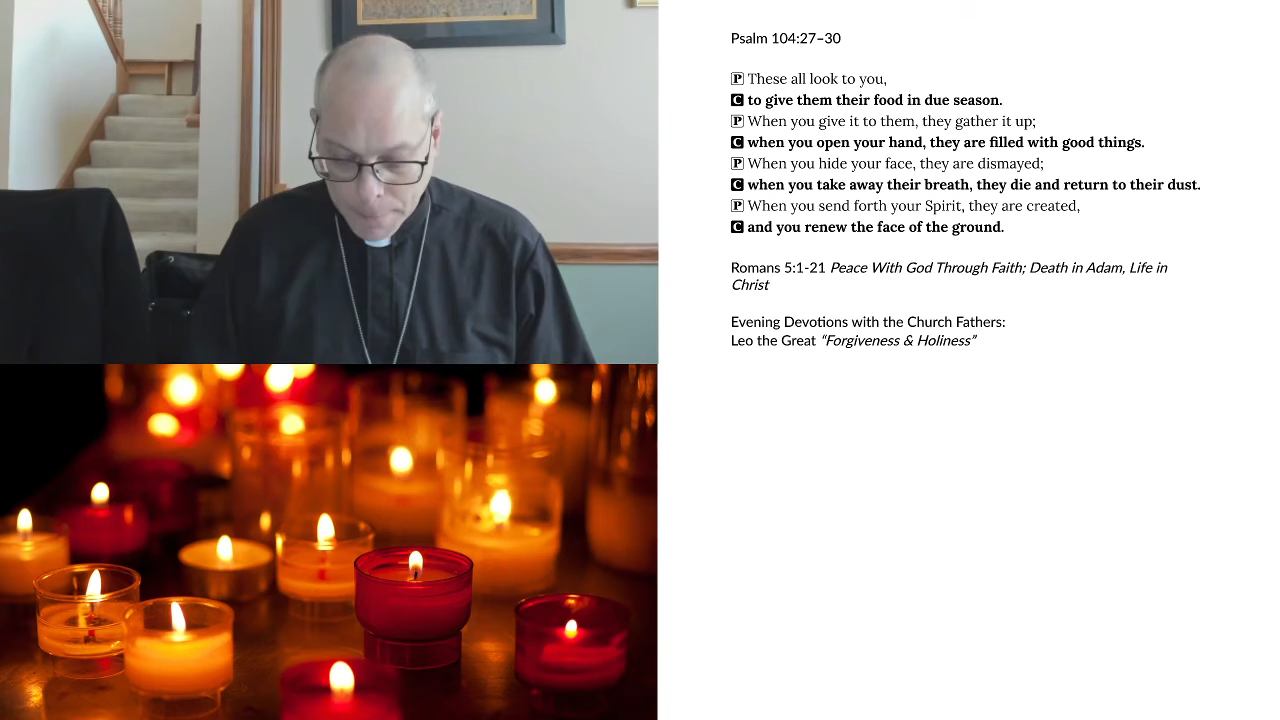 Psalm 104:27–30
P These all look to you,
C to give them their food in due season.
P When you give it to them, they gather it up;
C when you open your hand, they are filled with good things.
P When you hide your face, they are dismayed;
C when you take away their breath, they die and return to their dust.
P When you send forth your Spirit, they are created,
C and you renew the face of the ground.
Romans 5:1-21 Peace With God Through Faith; Death in Adam, Life in
Christ
Evening Devotions with the Church Fathers:
Leo the Great “Forgiveness & Holiness”